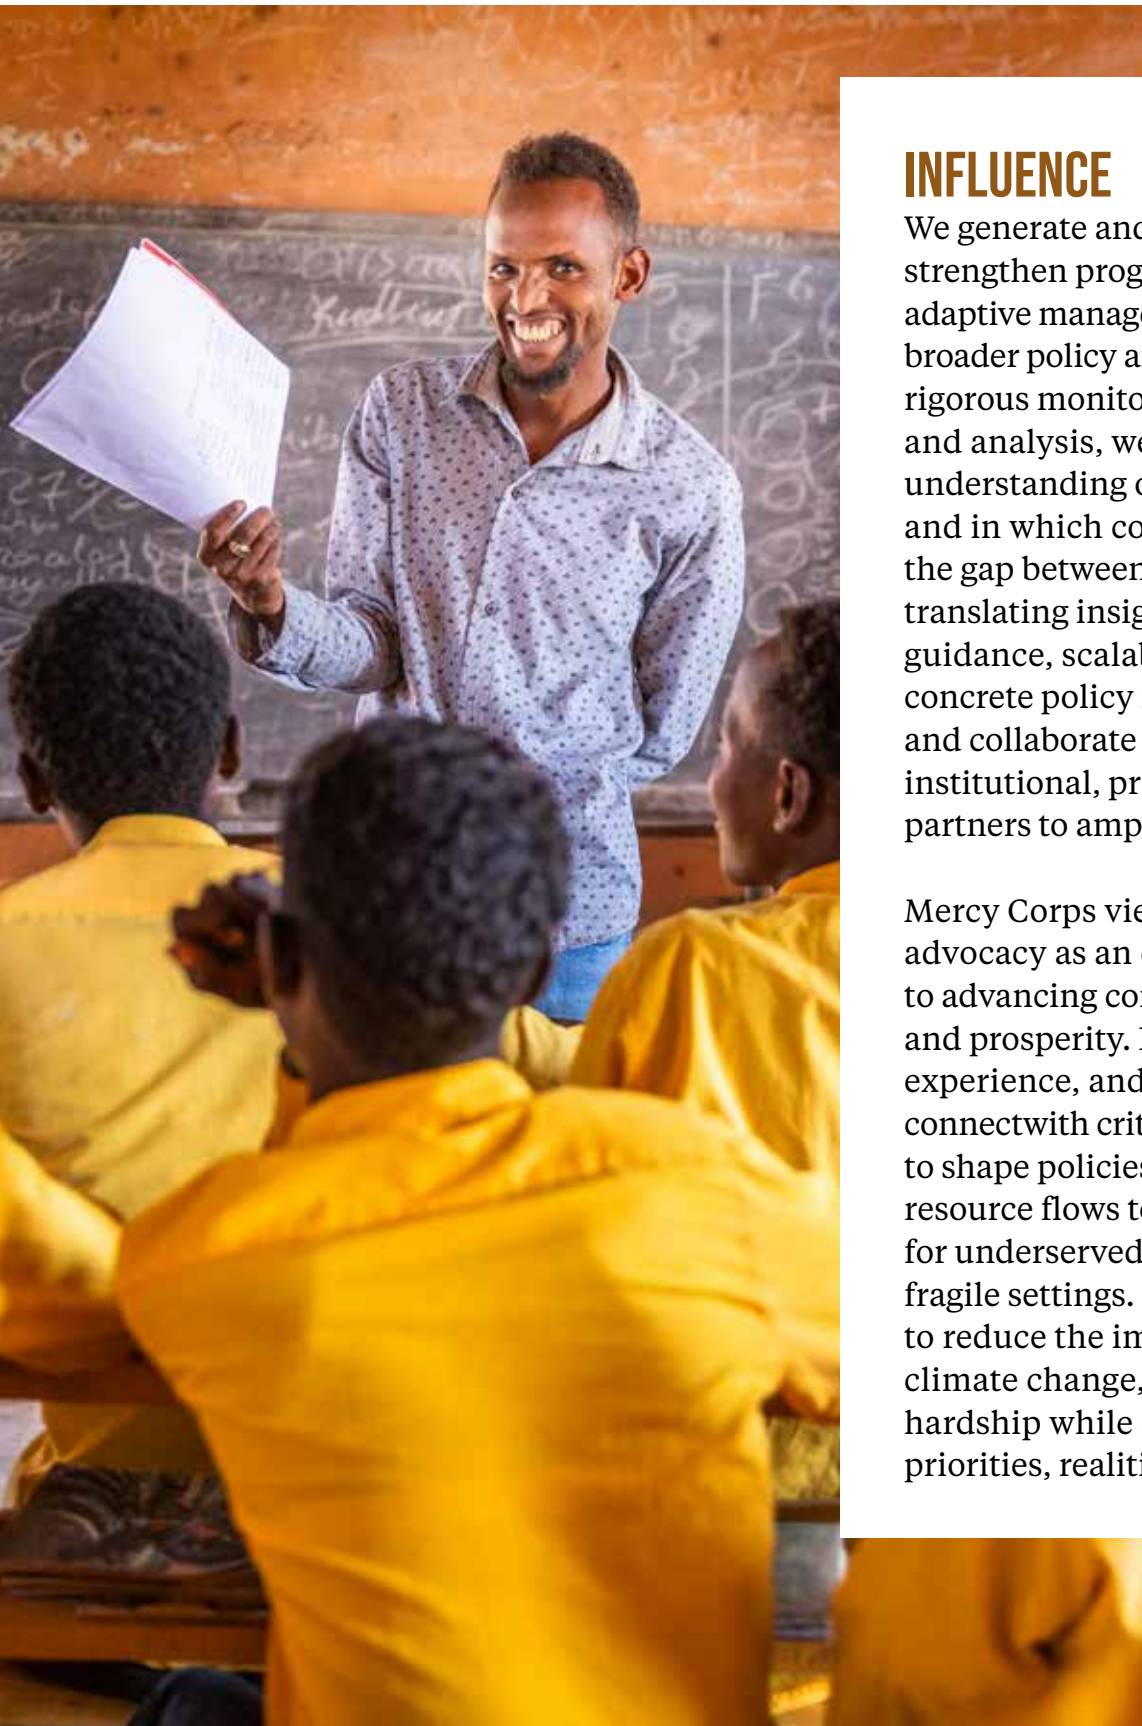 INFLUENCE
We generate and
strengthen prog
adaptive manag
broader policy a
rigorous monito
and analysis, we
understanding
and in which co
the gap between
translating insig
guidance, scala
concrete policy
and collaborate
institutional, pr
partners to amp
Mercy Corps vie
advocacy as an
to advancing co
and prosperity.
experience, and
connectwith crit
to shape policies
resource flows t
for underserved
fragile settings.
to reduce the im
climate change,
hardship while
priorities, realiti